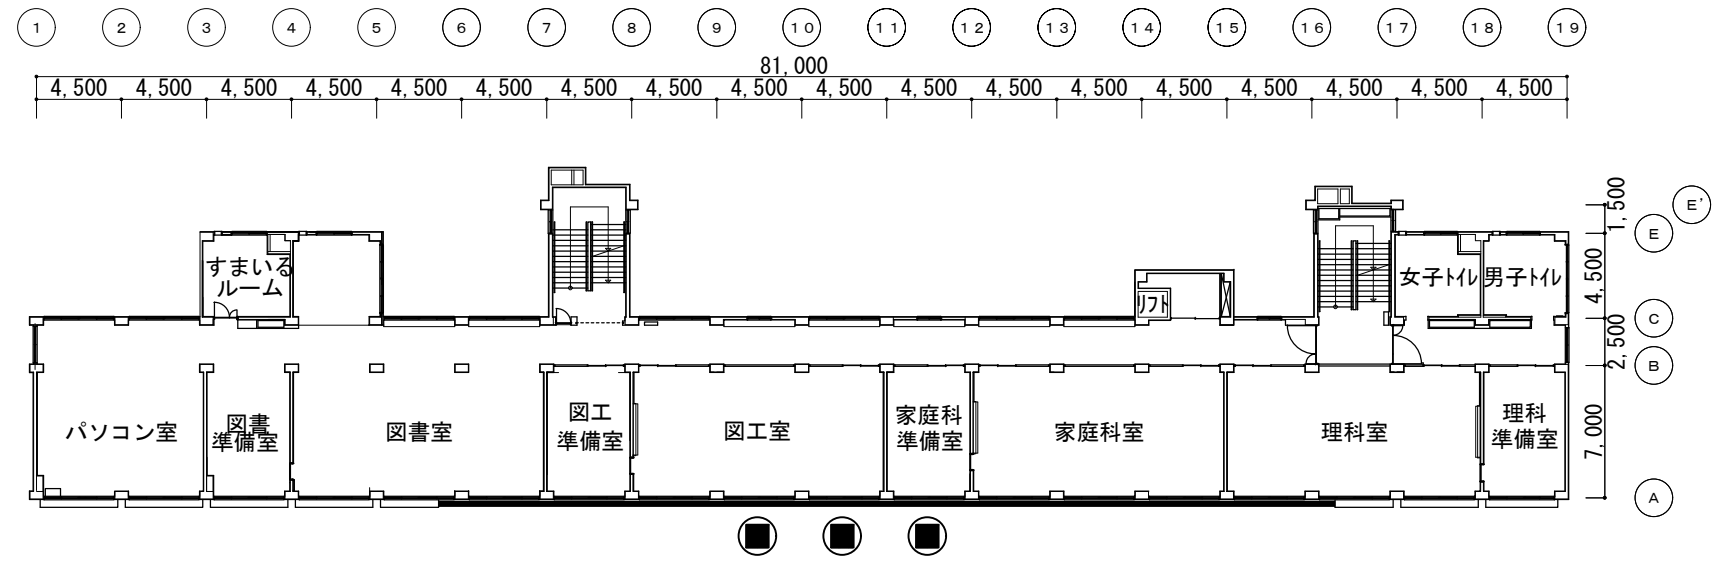 1 2 3 4 5 6 7 8 9 10 11 12 13 14 15 16 17 18 19
81,000
4,500 4,500 4,500 4,500 4,500 4,500 4,500 4,500 4,500 4,500 4,500 4,500 4,500 4,500 4,500 4,500 4,500 4,500
1,500
E'
E
すまいる
ルーム
リフト
女子トイレ
男子トイレ
4,500
C
2,500
B
パソコン室
図書
準備室
図書室
図工
準備室
図工室
家庭科
準備室
家庭科室
理科室
理科
準備室
7,000
A